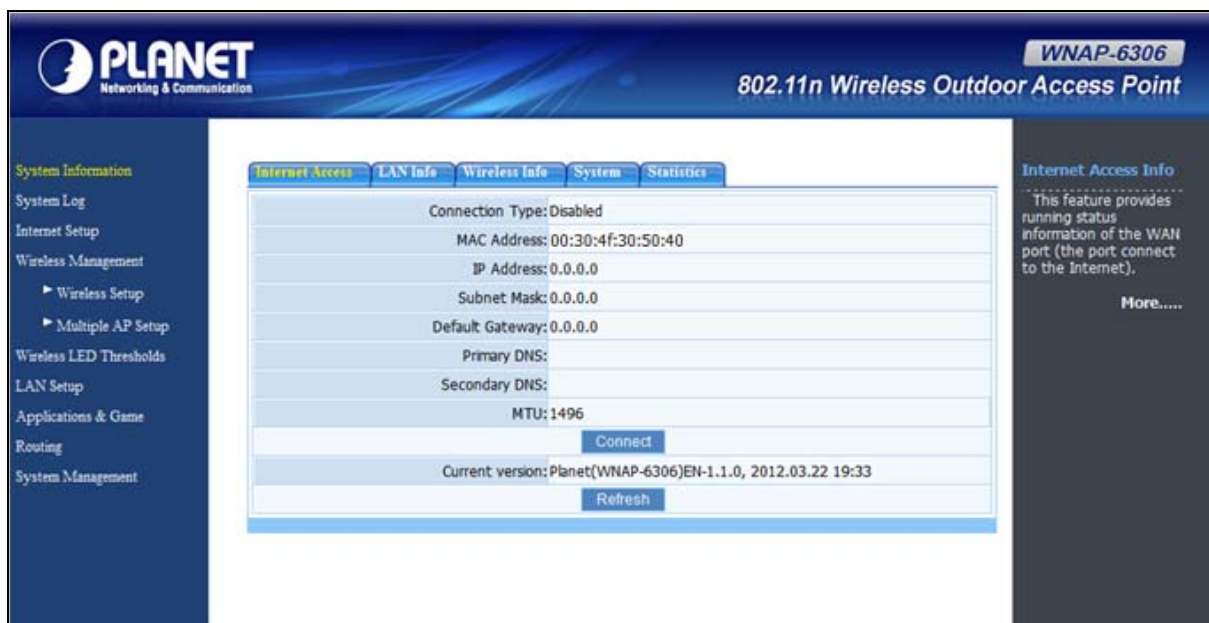 PLANET
Networking & Communication
WNAP-6306
802.11n Wireless Outdoor Access Point
System Information
System Log
Internet Setup
Wireless Management
Wireless Setup
Multiple AP Setup
Wireless LED Thresholds
LAN Setup
Applications & Game
Routing
System Management
Internet Access LAN Info Wireless Info System Statistics
Connection Type: Disabled
MAC Address: 00:30:4f:30:50:40
IP Address: 0.0.0.0
Subnet Mask: 0.0.0.0
Default Gateway: 0.0.0.0
Primary DNS:
Secondary DNS:
MTU: 1496
Connect
Current version: Planet(WNAP-6306)EN-1.1.0, 2012.03.22 19:33
Refresh
Internet Access Info
This feature provides
running status
information of the WAN
port (the port connect
to the Internet).
More.....